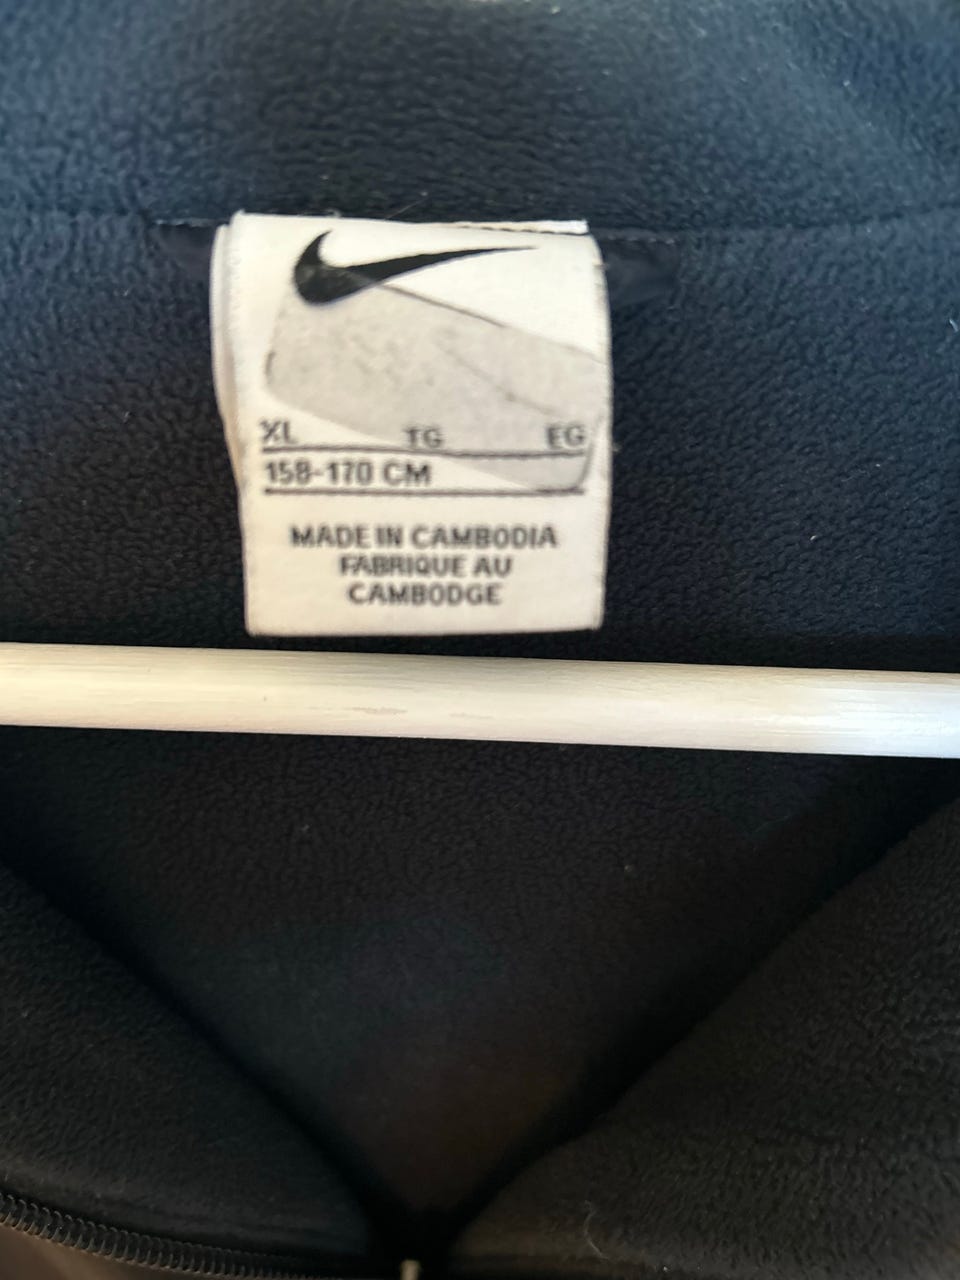 XL TG EG
158-170 CM
MADE IN CAMBODIA
FABRIQUE AU
CAMBODGE